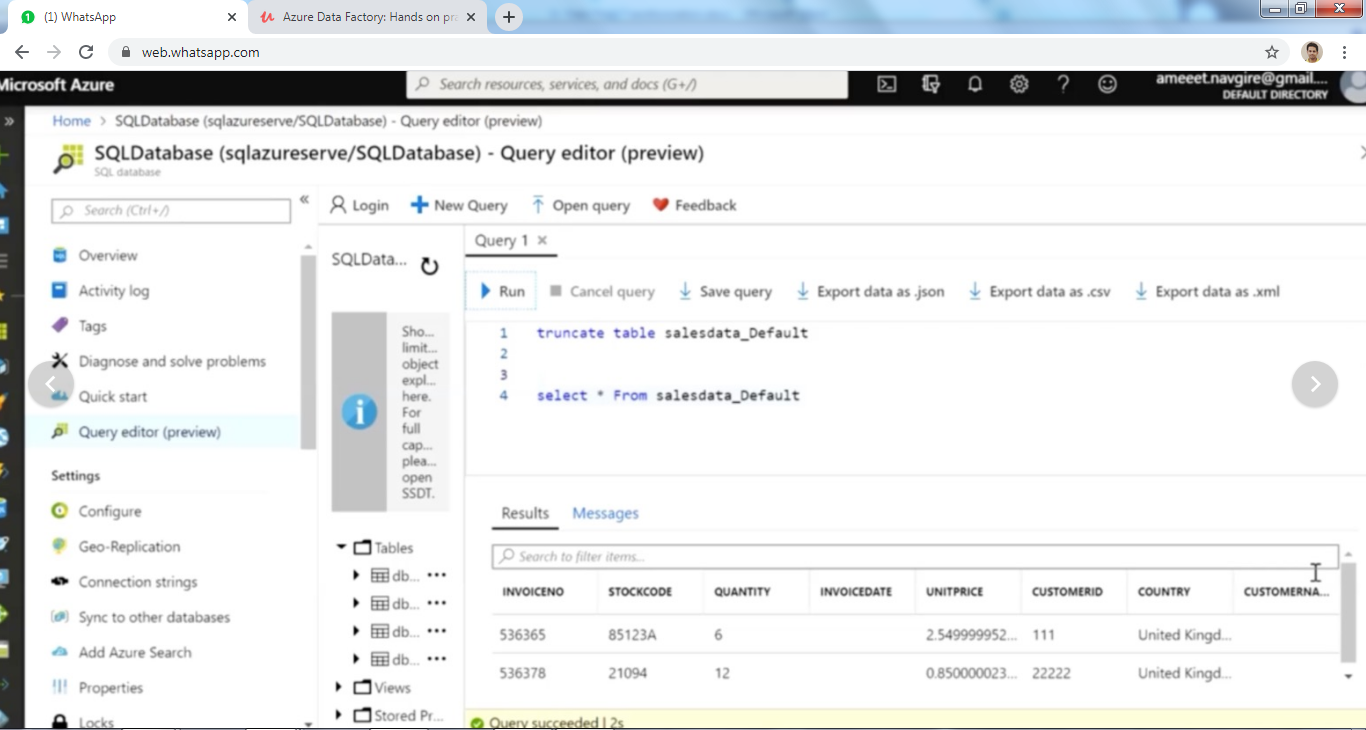 (1) WhatsApp
Azure Data Factory: Hands on pra
web.whatsapp.com
Microsoft Azure
Search resources, services, and docs (G+/)
ameeet.navgire@gmail....
DEFAULT DIRECTORY
Home > SQLDatabase (sqlazureserve/SQLDatabase) - Query editor (preview)
SQLDatabase (sqlazureserve/SQLDatabase) - Query editor (preview)
SQL database
Search (Ctrl+/)
Overview
Activity log
Tags
Diagnose and solve problems
Quick start
Query editor (preview)
Settings
Configure
Geo-Replication
Connection strings
Sync to other databases
Add Azure Search
Properties
Locks
Login
New Query
Open query
Feedback
SQLData...
Sho...
limit...
object
expl...
here.
For
full
cap...
plea...
open
SSDT.
Tables
db...
db...
db...
db...
Views
Stored Pr...
Query 1
Run
Cancel query
Save query
Export data as .json
Export data as .csv
Export data as .xml
1 truncate table salesdata_Default
2
3
4 select * From salesdata_Default
Results Messages
Search to filter items...
INVOICENO STOCKCODE QUANTITY INVOICEDATE UNITPRICE CUSTOMERID COUNTRY CUSTOMERNA...
536365 85123A 6 2.549999952... 111 United Kingd...
536378 21094 12 0.850000023... 22222 United Kingd...
Query succeeded | 2s